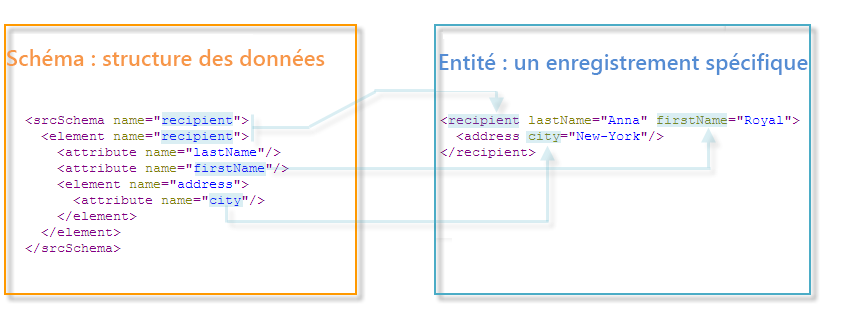 Schéma : structure des données
<srcSchema name="recipient">
<element name="recipient">
<attribute name="lastName"/>
<attribute name="firstName"/>
<element name="address">
<attribute name="city"/>
</element>
</element>
</srcSchema>
Entité : un enregistrement spécifique
<recipient lastName="Anna" firstName="Royal">
<address city="New-York"/>
</recipient>